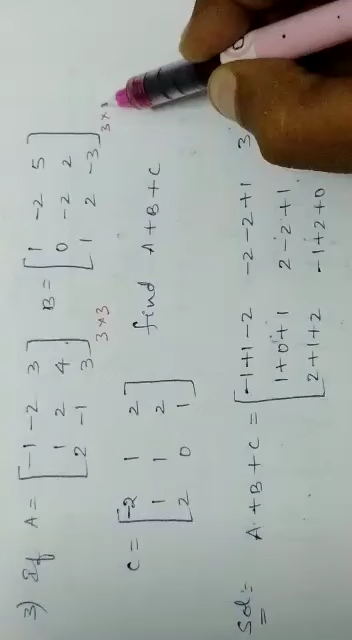 3) If A = [ -1 -2 3 B = [ 1 -2 5
1 2 4 0 -2 2
2 -1 3 ] 3×3 1 2 -3 ] 3×
C = [ -2 1 2
1 1 2
2 0 1 ] find A+B+C
Sol:- A+B+C = [ -1+1-2 -2-2+1 3
1+0+1 2-2+1
2+1+2 -1+2+0